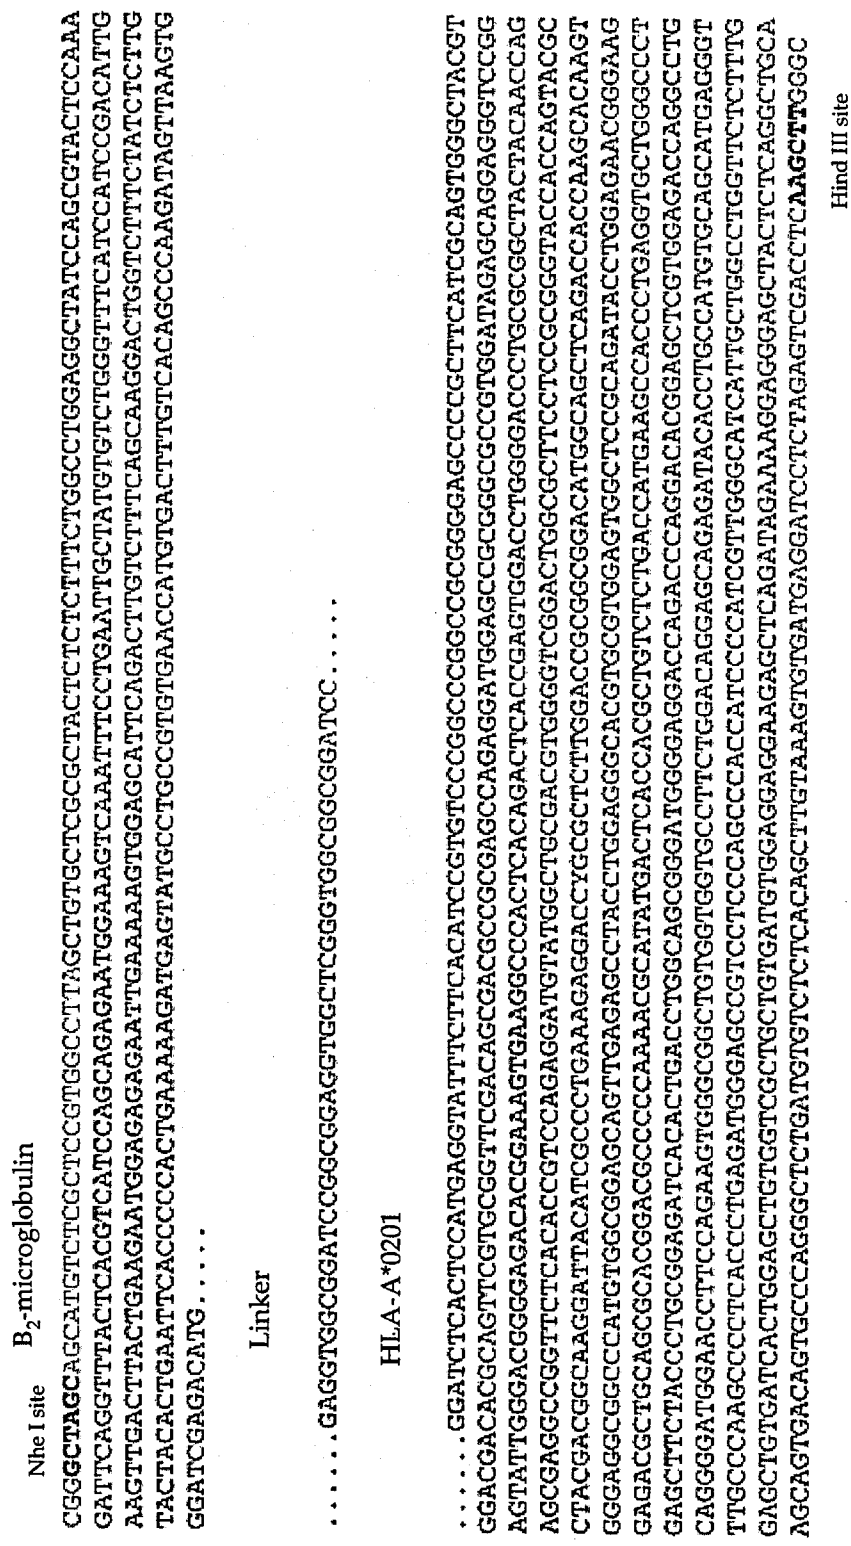 B2-microglobulin
Nhe I site
CGGGCTAGCAGCATGTCTCGCTCCGTGGCCTTAGCTGTGCTCGCGCTACTCTCTCTTTCTGGCCTGGAGGCTATCCAGCGTACTCCAAA
GATTCAGGTTTACTCACGTCATCCAGCAGAGAATGGAAAGTCAAATTTCCTGAATTGCTATGTGTCTGGGTTTCATCCATCCGACATTG
AAGTTGACTTACTGAAGAATGGAGAGAGAATTGAAAAAGTGGAGCATTCAGACTTGTCTTTCAGCAAGGACTGGTCTTTCTATCTCTTG
TACTACACTGAATTCACCCCCACTGAAAAAGATGAGTATGCCTGCCGTGTGAACCATGTGACTTTGTCACAGCCCAAGATAGTTAAGTG
GGATCGAGACATG.....
Linker
......GAGGTGGCGGATCCGGCGGAGGTGGCTCGGGTGGCGGCGGATCC.....
HLA-A*0201
......GGATCTCACTCCATGAGGTATTTCTTCACATCCGTGTCCCGGCCCGGCCGCGGGGAGCCCCGCTTCATCGCAGTGGGCTACGT
GGACGACACGCAGTTCGTGCGGTTCGACAGCGACGCCGCGAGCCAGAGGATGGAGCCGCGGGCGCCGTGGATAGAGCAGGAGGGTCCGG
AGTATTGGGACGGGGAGACACGGAAAGTGAAGGCCCACTCACAGACTCACCGAGTGGACCTGGGGACCCTGCGCGGCTACTACAACCAG
AGCGAGGCCGGTTCTCACACCGTCCAGAGGATGTATGGCTGCGACGTGGGGTCGGACTGGCGCTTCCTCCGCGGGTACCACCAGTACGC
CTACGACGGCAAGGATTACATCGCCCTGAAAGAGGACCTGCGCTCTTGGACCGCGGCGGACATGGCAGCTCAGACCACCAAGCACAAGT
GGGAGGCGGCCCATGTGGCGGAGCAGTTGAGAGCCTACCTGGAGGGCACGTGCGTGGAGTGGCTCCGCAGATACCTGGAGAACGGGAAG
GAGACGCTGCAGCGCACGGACGCCCCCAAAACGCATATGACTCACCACGCTGTCTCTGACCATGAAGCCACCCTGAGGTGCTGGGCCCT
GAGCTTCTACCCTGCGGAGATCACACTGACCTGGCAGCGGGATGGGGAGGACCAGACCCAGGACACGGAGCTCGTGGAGACCAGGCCTG
CAGGGGATGGAACCTTCCAGAAGTGGGCGGCTGTGGTGGTGCCTTCTGGACAGGAGCAGAGATACACCTGCCATGTGCAGCATGAGGGT
TTGCCCAAGCCCCTCACCCTGAGATGGGAGCCGTCCTCCCAGCCCACCATCCCCATCGTTGGGCATCATTGCTGGCCTGGTTCTCTTTG
GAGCTGTGATCACTGGAGCTGTGGTCGCTGCTGTGATGTGGAGGAGGAAGAGCTCAGATAGAAAAGGAGGGAGCTACTCTCAGGCTGCA
AGCAGTGACAGTGCCCAGGGCTCTGATGTGTCTCTCACAGCTTGTAAAGTGTGATGAGGATCCTCTAGAGTCGACCTCAAGCTTGGGC
Hind III site